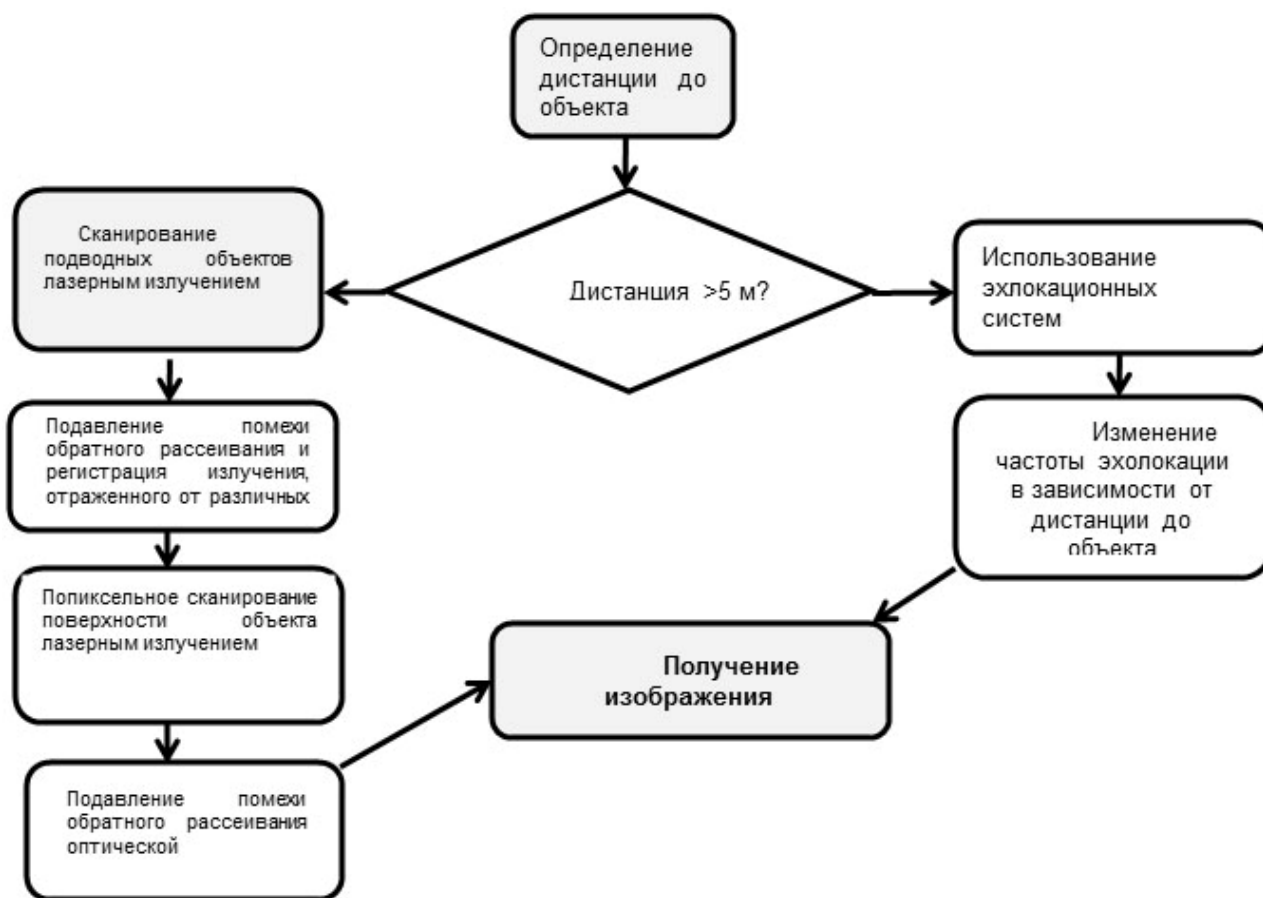 Определение
дистанции до
объекта
Дистанция >5 м?
Сканирование
подводных объектов
лазерным излучением
Подавление помехи
обратного рассеивания и
регистрация излучения,
отраженного от различных
Попиксельное сканирование
поверхности объекта
лазерным излучением
Подавление помехи
обратного рассеивания
оптической
Использование
эхлокационных
систем
Изменение
частоты эхолокации
в зависимости от
дистанции до
объекта
Получение
изображения